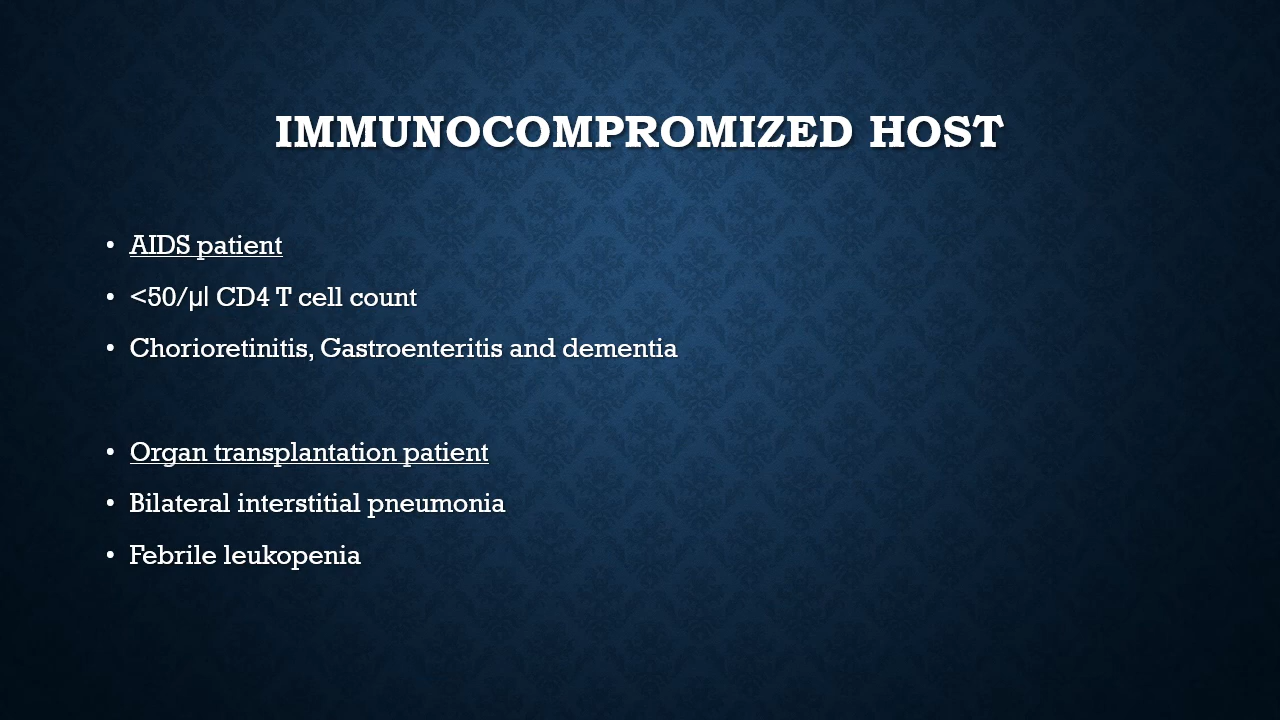 IMMUNOCOMPROMIZED HOST
• AIDS patient
• <50/µl CD4 T cell count
• Chorioretinitis, Gastroenteritis and dementia
• Organ transplantation patient
• Bilateral interstitial pneumonia
• Febrile leukopenia